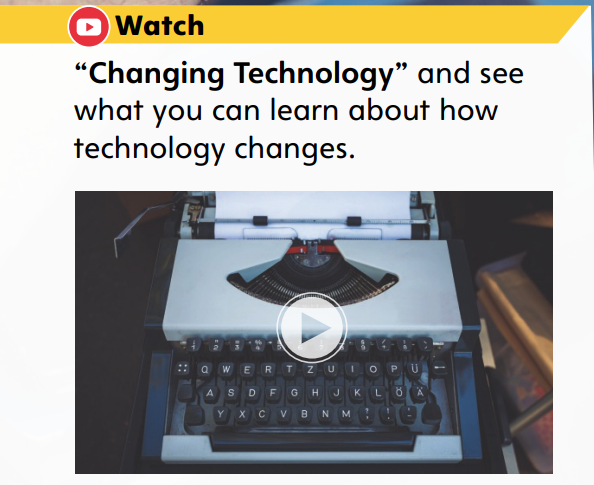 Watch
“Changing Technology” and see
what you can learn about how
technology changes.
Q W E R T Z U I O P Ü
A S D F G H J K L Ö Ä
Y X C V B N M